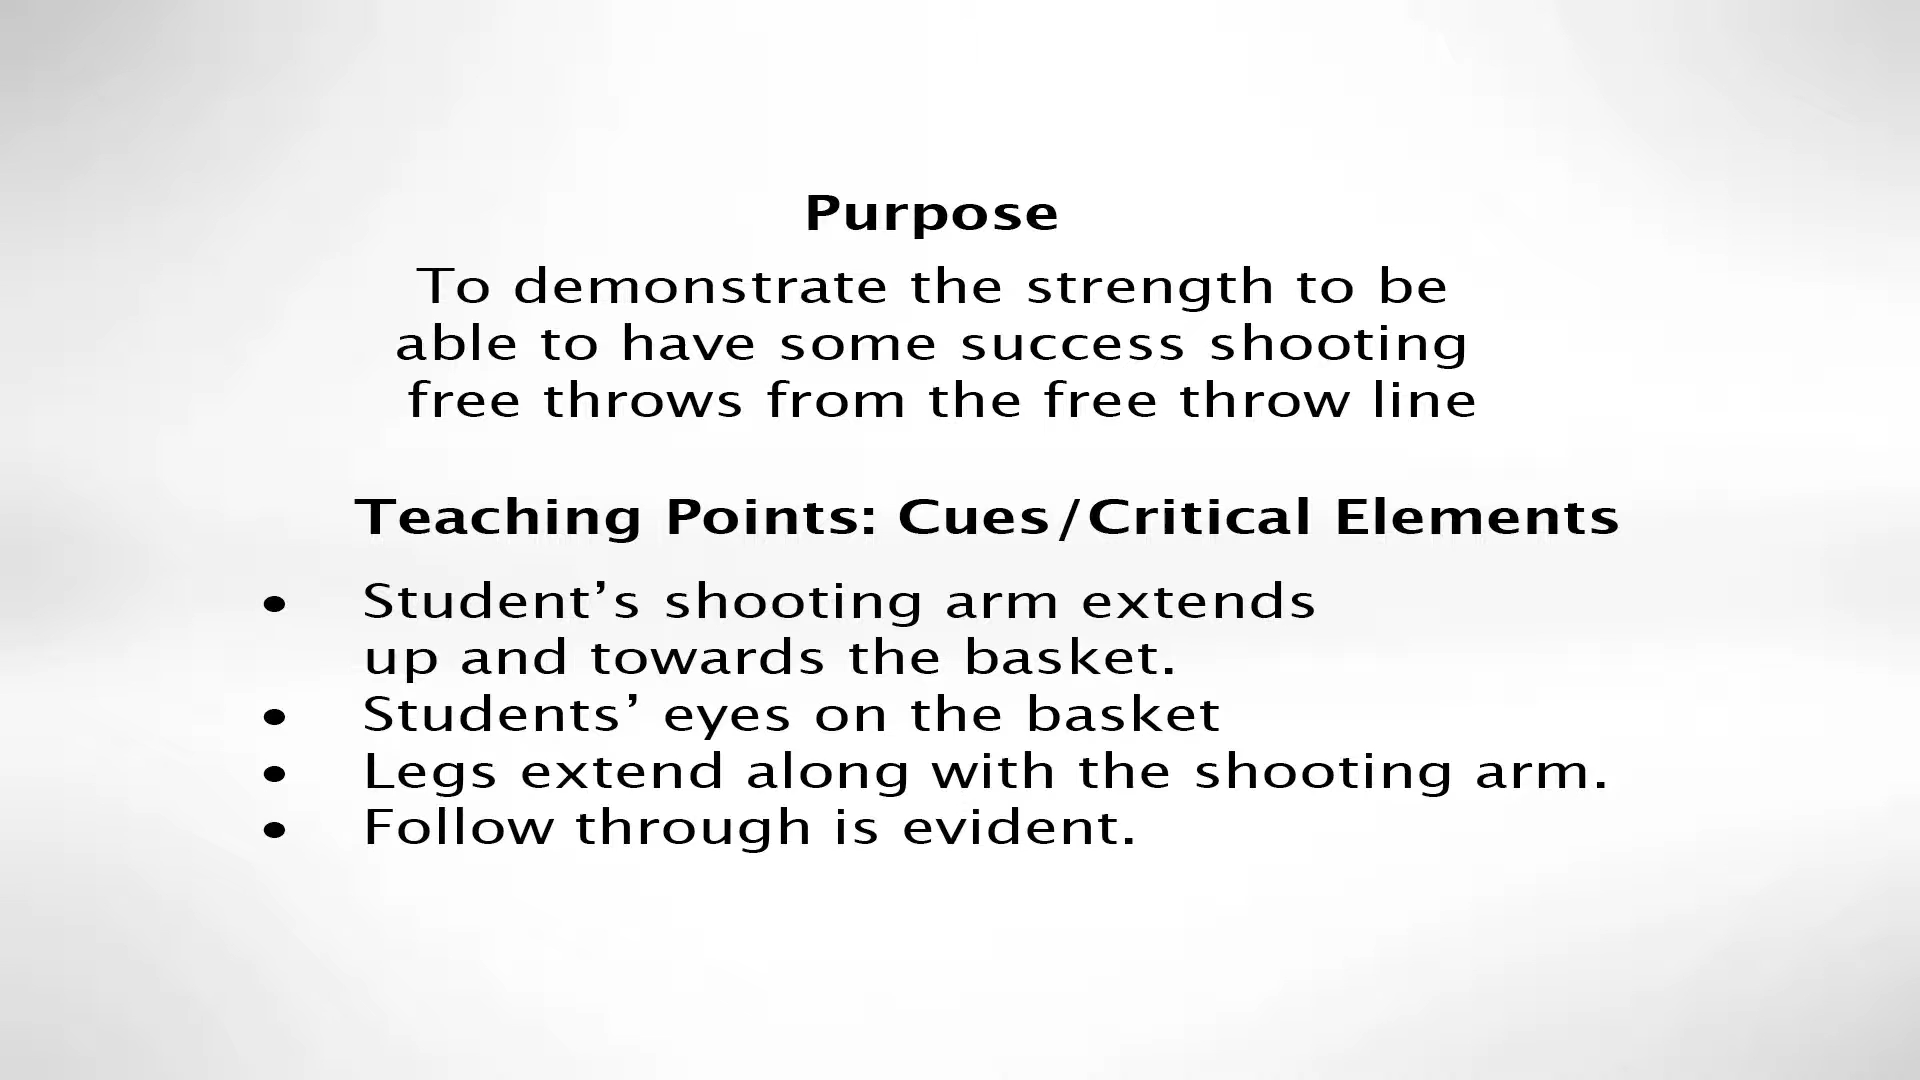 Purpose
To demonstrate the strength to be
able to have some success shooting
free throws from the free throw line
Teaching Points: Cues/Critical Elements
• Student’s shooting arm extends
up and towards the basket.
• Students’ eyes on the basket
• Legs extend along with the shooting arm.
• Follow through is evident.